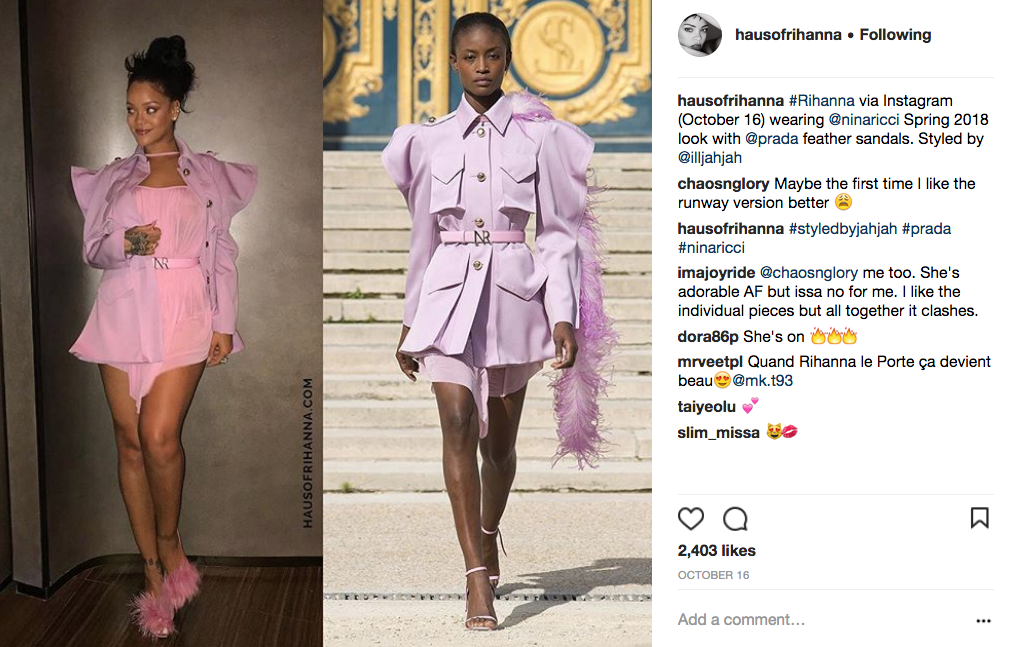 hausofrihanna • Following
hausofrihanna #Rihanna via Instagram
(October 16) wearing @ninaricci Spring 2018
look with @prada feather sandals. Styled by
@illjahjah
chaosnglory Maybe the first time I like the
runway version better 😩
hausofrihanna #styledbyjahjah #prada
#ninaricci
imajoyride @chaosnglory me too. She's
adorable AF but issa no for me. I like the
individual pieces but all together it clashes.
dora86p She's on 🔥🔥🔥
mrveetpl Quand Rihanna le Porte ça devient
beau😍@mk.t93
taiyeolu 💕
slim_missa 😻💋
2,403 likes
OCTOBER 16
Add a comment…
HAUSOFRIHANNA.COM
NR
NR